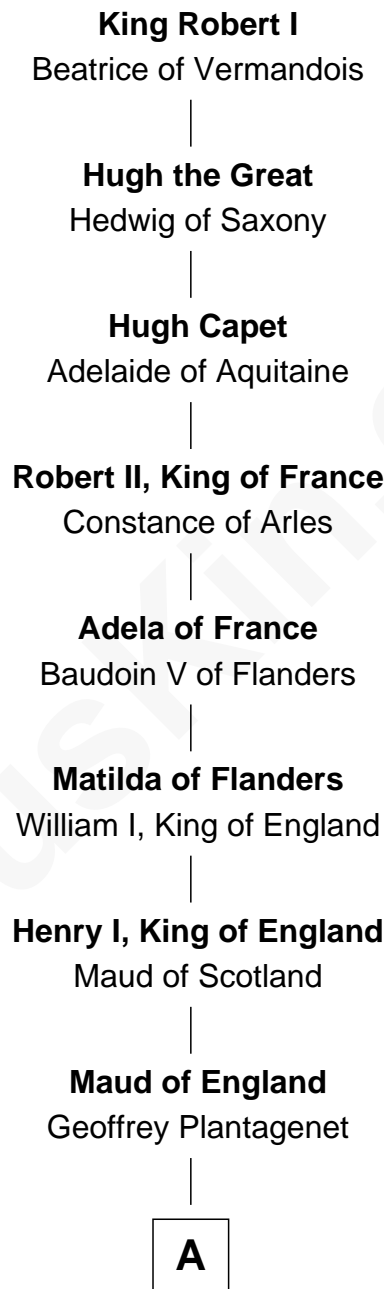 King Robert I
Beatrice of Vermandois
Hugh the Great
Hedwig of Saxony
Hugh Capet
Adelaide of Aquitaine
Robert II, King of France
Constance of Arles
Adela of France
Baudoin V of Flanders
Matilda of Flanders
William I, King of England
Henry I, King of England
Maud of Scotland
Maud of England
Geoffrey Plantagenet
A